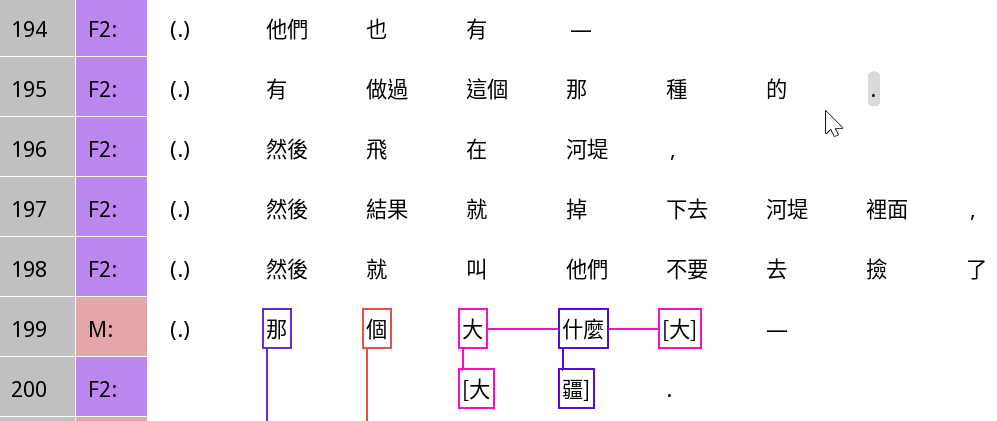 194 F2: (.) 他們 也 有 —
195 F2: (.) 有 做過 這個 那 種 的 .
196 F2: (.) 然後 飛 在 河堤 ,
197 F2: (.) 然後 結果 就 掉 下去 河堤 裡面 ,
198 F2: (.) 然後 就 叫 他們 不要 去 撿 了
199 M: (.) 那 個 大 什麼 [大] —
200 F2: [大 疆] .